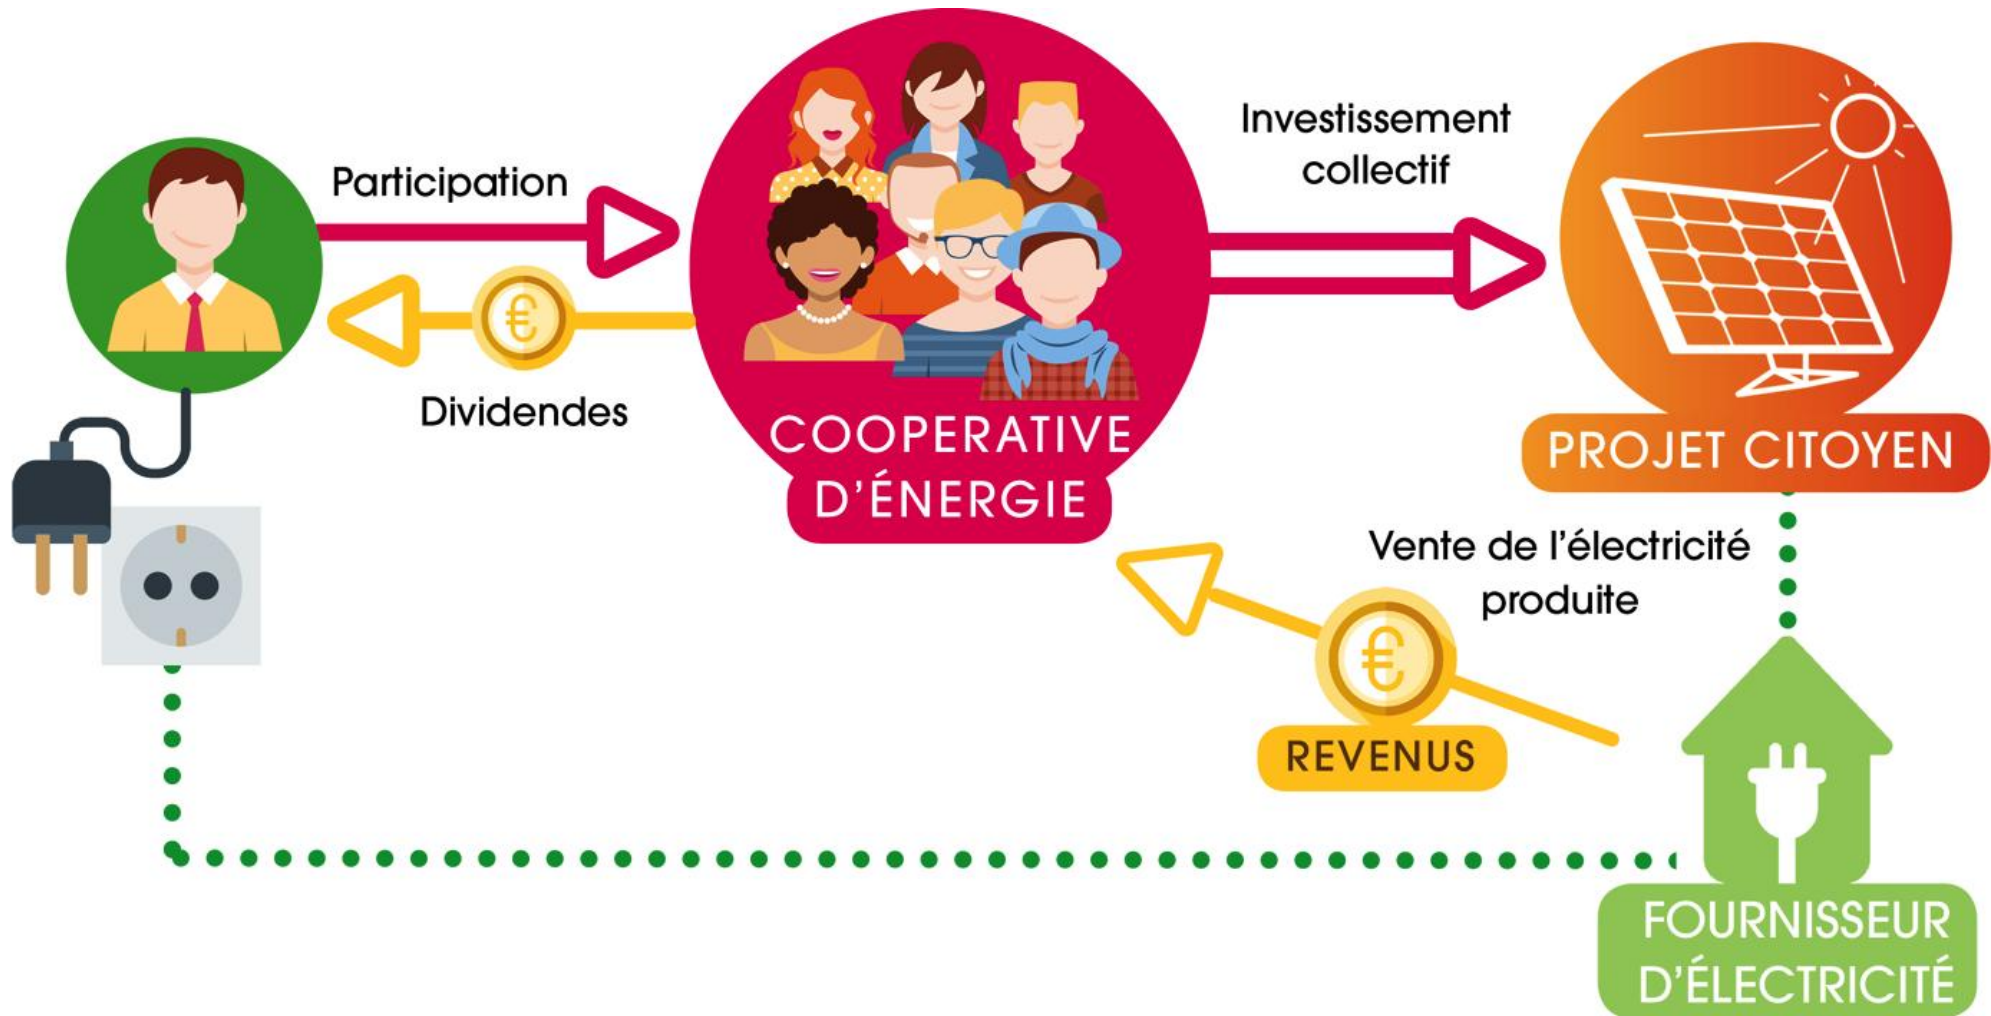 Participation
Dividendes
COOPERATIVE
D'ÉNERGIE
Investissement
collectif
PROJET CITOYEN
Vente de l'électricité
produite
€
€
REVENUS
FOURNISSEUR
D'ÉLECTRICITÉ